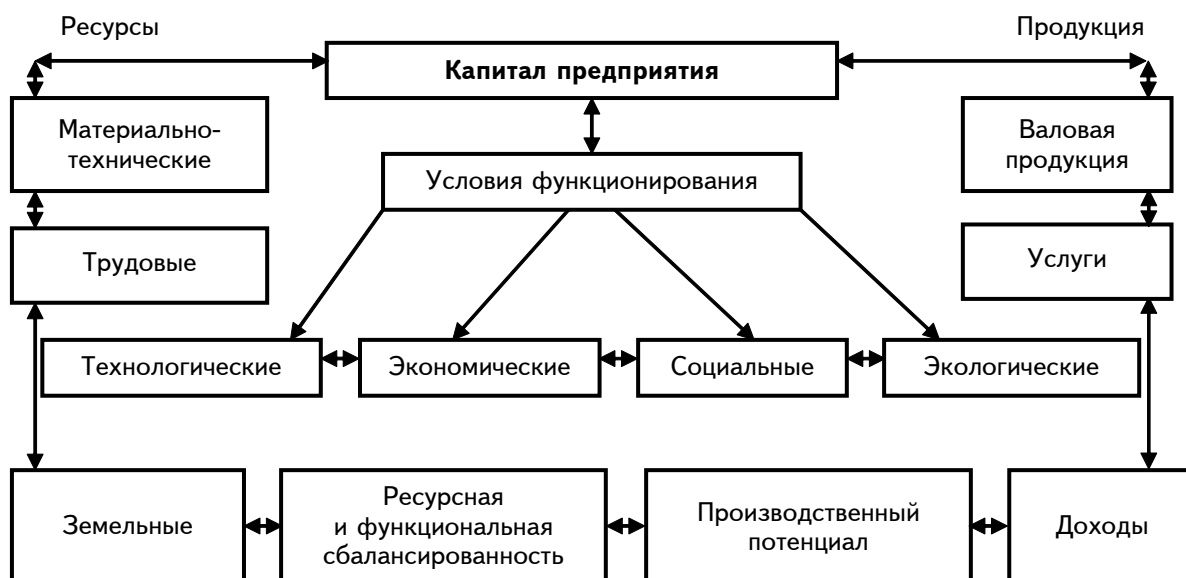 Ресурсы
Продукция
Капитал предприятия
Материально-
технические
Валовая
продукция
Условия функционирования
Трудовые
Услуги
Технологические
Экономические
Социальные
Экологические
Земельные
Ресурсная
и функциональная
сбалансированность
Производственный
потенциал
Доходы